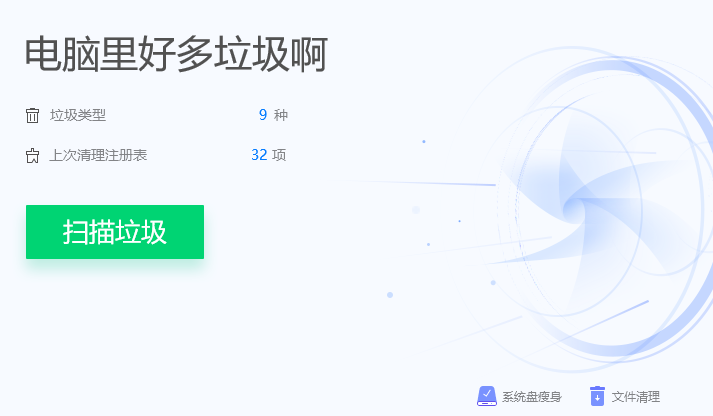 电脑里好多垃圾啊
垃圾类型 9 种
上次清理注册表 32 项
扫描垃圾
系统盘瘦身 文件清理